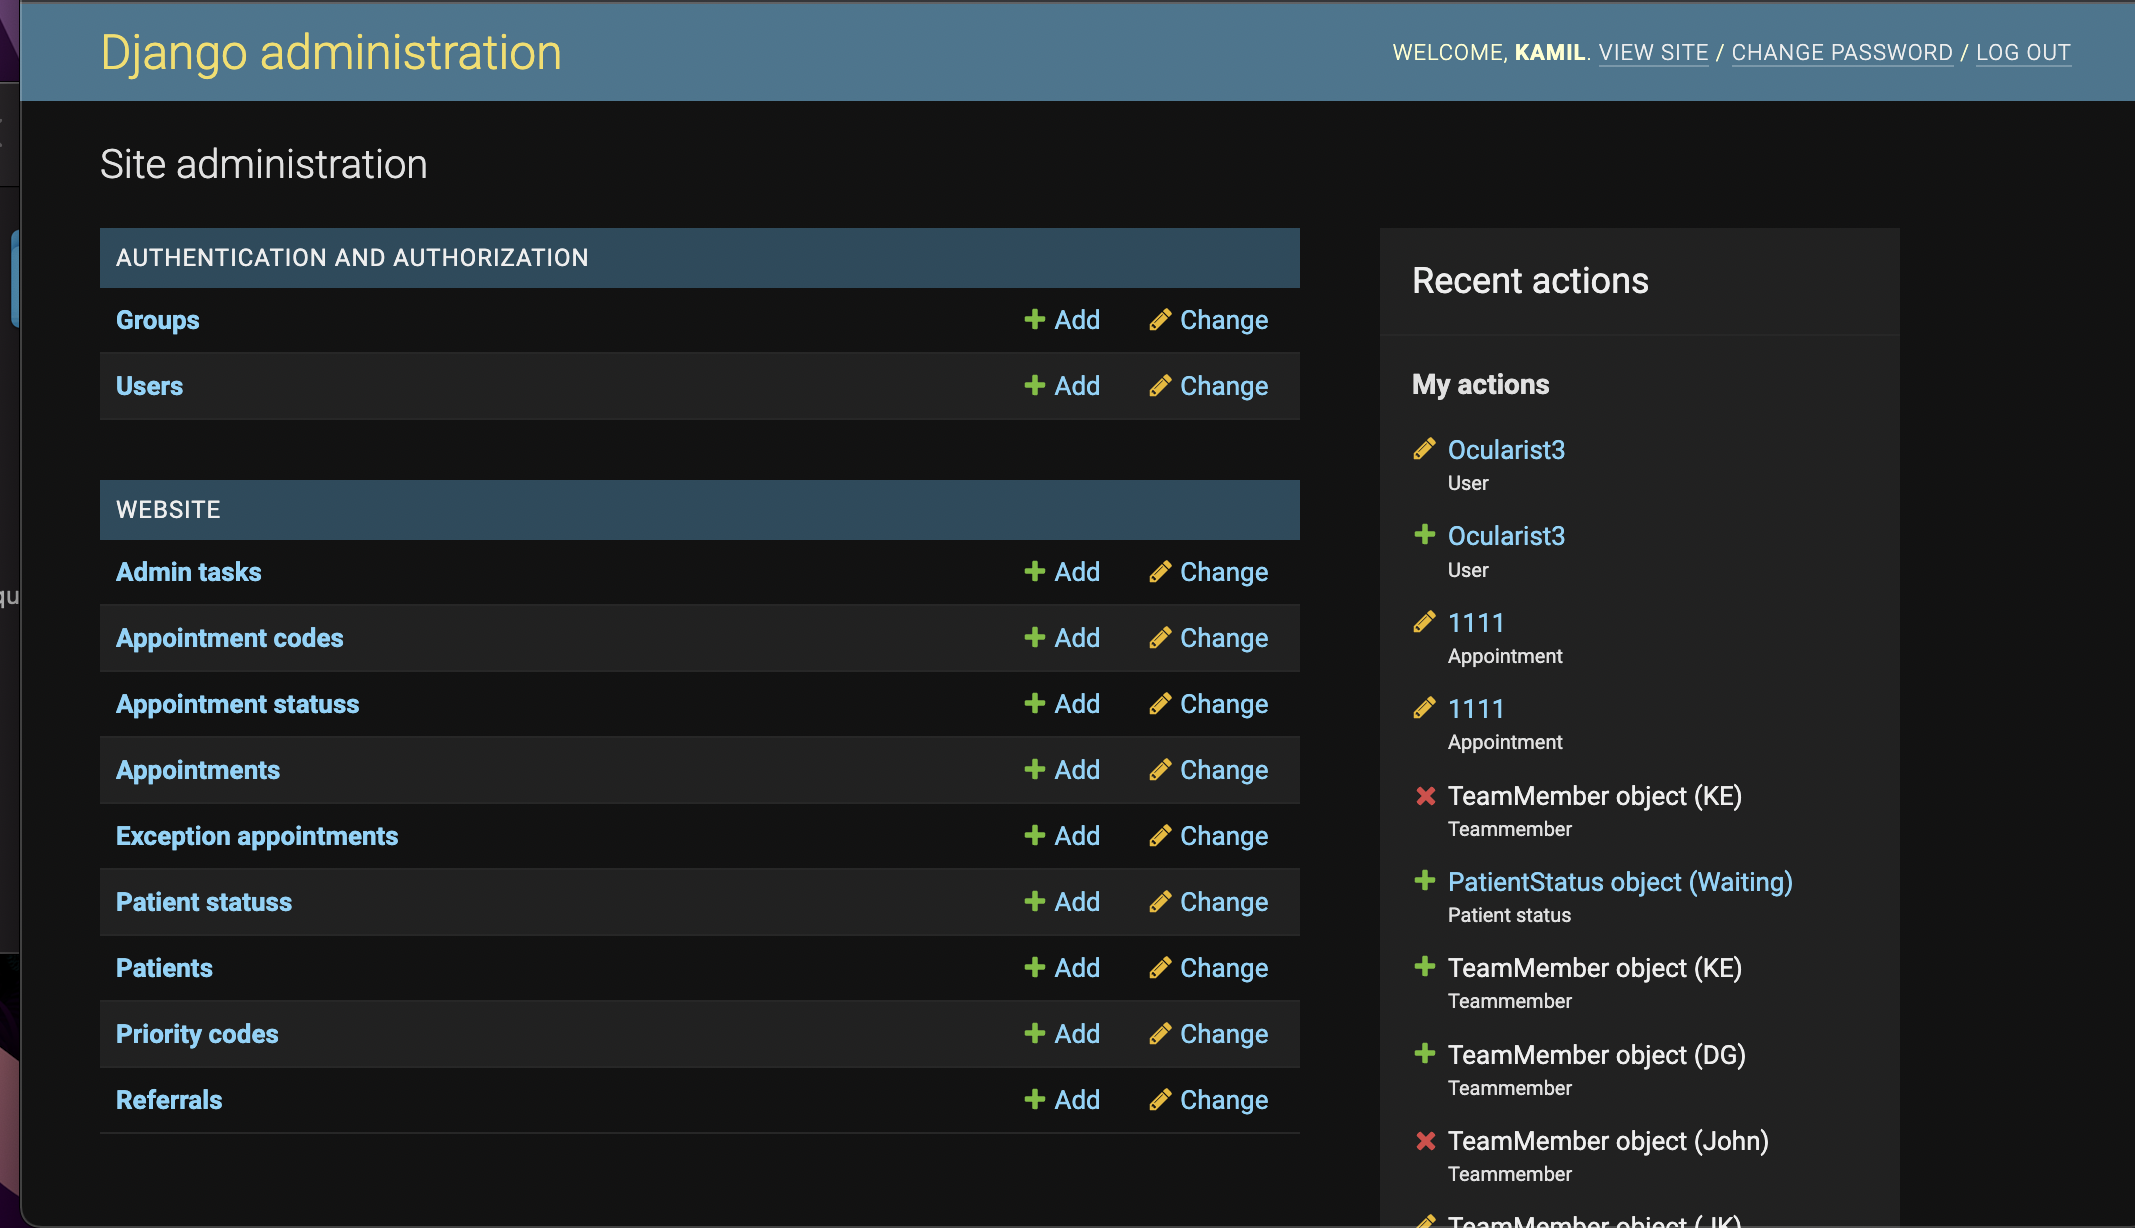 Django administration
WELCOME, KAMIL. VIEW SITE / CHANGE PASSWORD / LOG OUT
Site administration
AUTHENTICATION AND AUTHORIZATION
Groups Add Change
Users Add Change
WEBSITE
Admin tasks Add Change
Appointment codes Add Change
Appointment statuss Add Change
Appointments Add Change
Exception appointments Add Change
Patient statuss Add Change
Patients Add Change
Priority codes Add Change
Referrals Add Change
Recent actions
My actions
Ocularist3
User
Ocularist3
User
1111
Appointment
1111
Appointment
TeamMember object (KE)
Teammember
PatientStatus object (Waiting)
Patient status
TeamMember object (KE)
Teammember
TeamMember object (DG)
Teammember
TeamMember object (John)
Teammember
TeamMember object (JK)